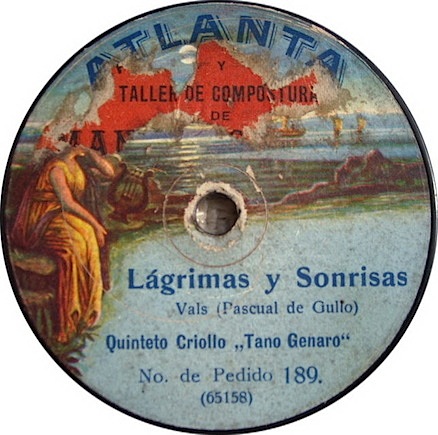 ATLANTA
Y
TALLER DE COMPOSTURA
DE
Lágrimas y Sonrisas
Vals (Pascual de Gullo)
Quinteto Criollo „Tano Genaro“
No. de Pedido 189.
(65158)